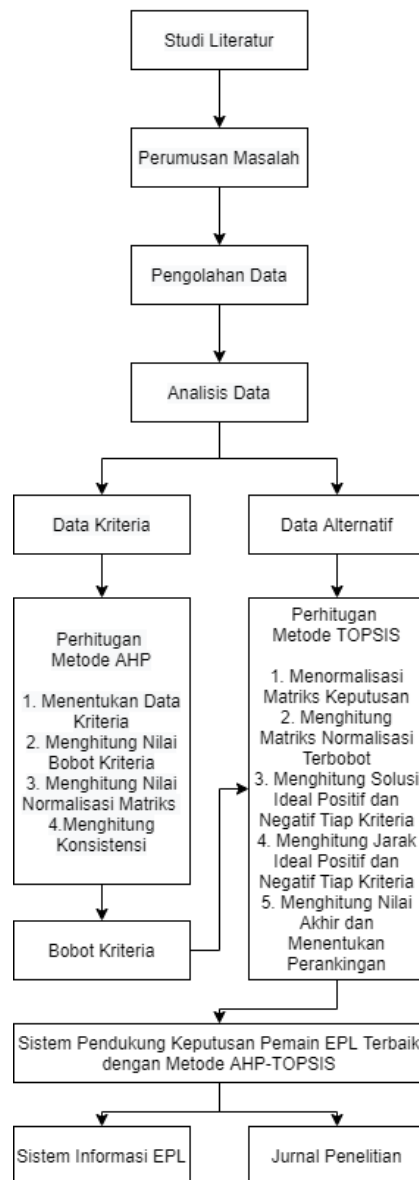 Studi Literatur
Perumusan Masalah
Pengolahan Data
Analisis Data
Data Kriteria
Data Alternatif
Perhitugan
Metode AHP
1. Menentukan Data
Kriteria
2. Menghitung Nilai
Bobot Kriteria
3. Menghitung Nilai
Normalisasi Matriks
4.Menghitung
Konsistensi
Bobot Kriteria
Perhitugan
Metode TOPSIS
1. Menormalisasi
Matriks Keputusan
2. Menghitung
Matriks Normalisasi
Terbobot
3. Menghitung Solusi
Ideal Positif dan
Negatif Tiap Kriteria
4. Menghitung Jarak
Ideal Positif dan
Negatif Tiap Kriteria
5. Menghitung Nilai
Akhir dan
Menentukan
Perankingan
Sistem Pendukung Keputusan Pemain EPL Terbaik
dengan Metode AHP-TOPSIS
Sistem Informasi EPL
Jurnal Penelitian